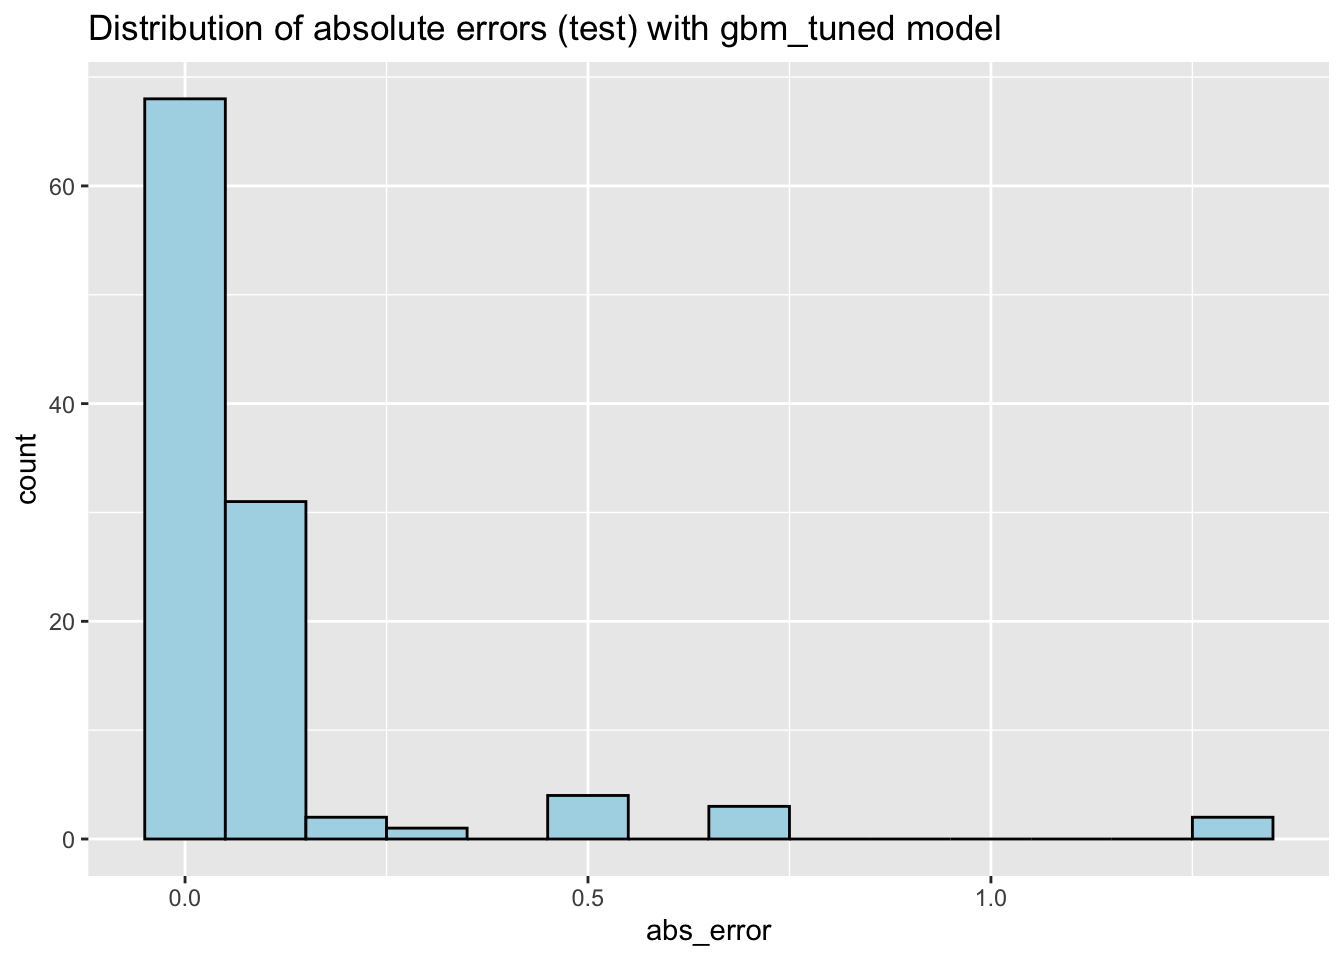 Distribution of absolute errors (test) with gbm_tuned model
60
40
20
0
count
0.0
0.5
1.0
abs_error